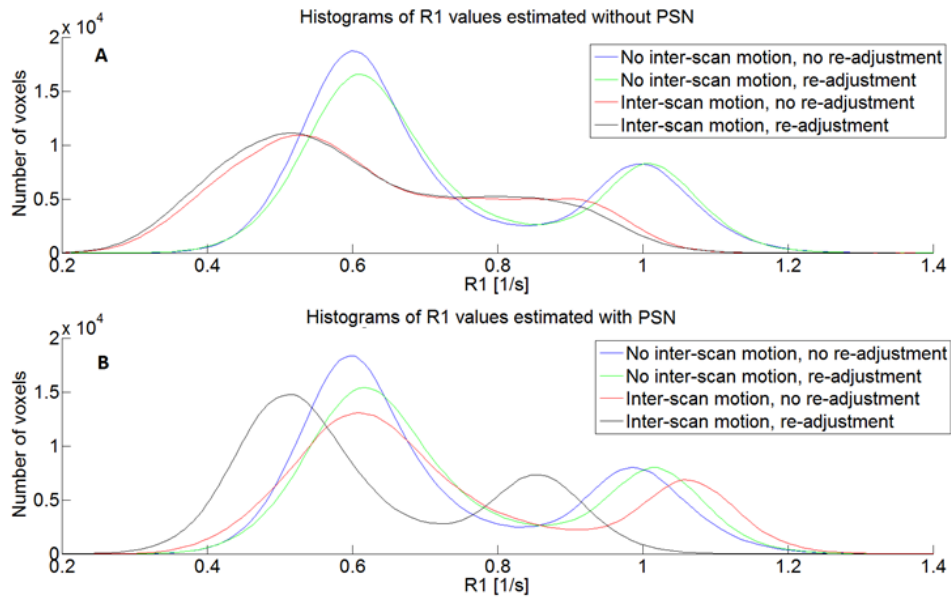 Histograms of R1 values estimated without PSN
2 x 10⁴
A
No inter-scan motion, no re-adjustment
No inter-scan motion, re-adjustment
Inter-scan motion, no re-adjustment
Inter-scan motion, re-adjustment
Number of voxels
1.5
1
0.5
0
0.2 0.4 0.6 0.8 1 1.2 1.4
R1 [1/s]
Histograms of R1 values estimated with PSN
2 x 10⁴
B
No inter-scan motion, no re-adjustment
No inter-scan motion, re-adjustment
Inter-scan motion, no re-adjustment
Inter-scan motion, re-adjustment
Number of voxels
1.5
1
0.5
0
0.2 0.4 0.6 0.8 1 1.2 1.4
R1 [1/s]